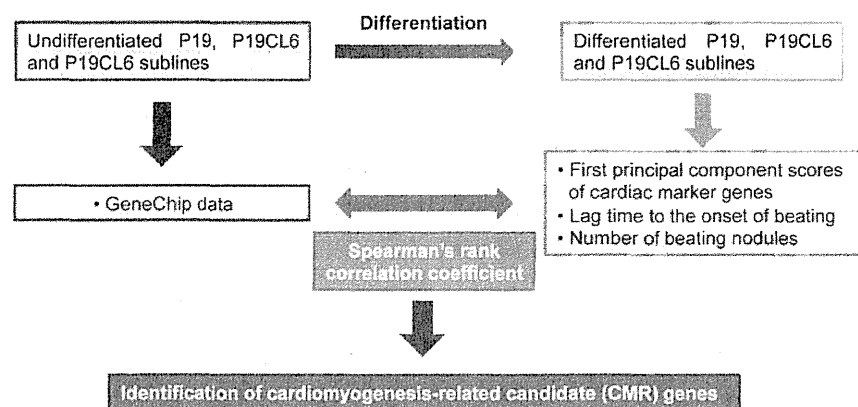 Differentiation
Undifferentiated P19, P19CL6
and P19CL6 sublines
Differentiated P19, P19CL6
and P19CL6 sublines
• GeneChip data
• First principal component scores
of cardiac marker genes
• Lag time to the onset of beating
• Number of beating nodules
Spearman's rank
correlation coefficient
Identification of cardiomyogenesis-related candidate (CMR) genes